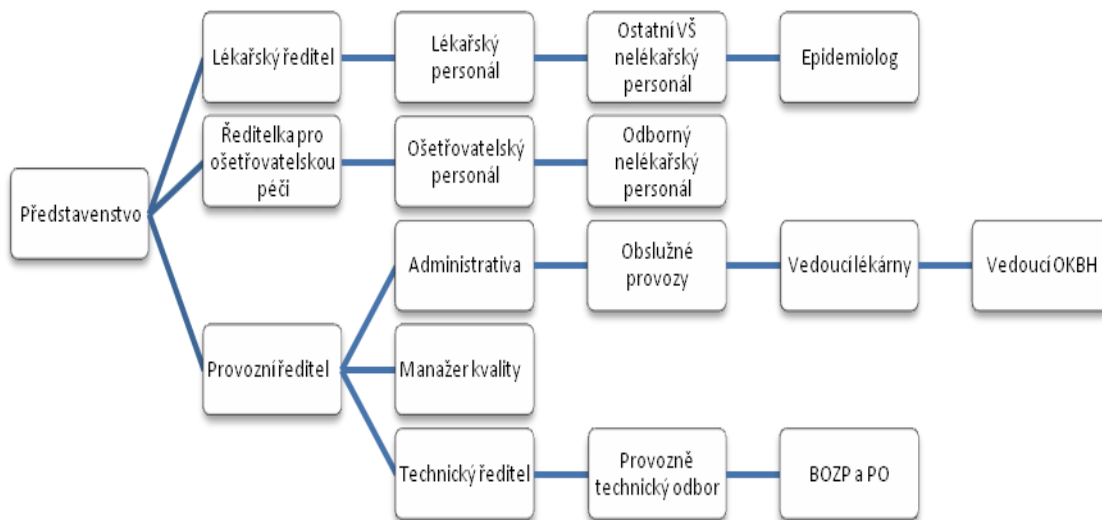 Lékařský ředitel
Lékařský
personál
Ostatní VŠ
nelékařský
personál
Epidemiolog
Ředitelka pro
ošetřovatelskou
péči
Ošetřovatelský
personál
Odborný
nelékařský
personál
Představenstvo
Administrativa
Obslužné
provozy
Vedoucí lékárny
Vedoucí OKBH
Provozní ředitel
Manažer kvality
Technický ředitel
Provozně
technický odbor
BOZP a PO